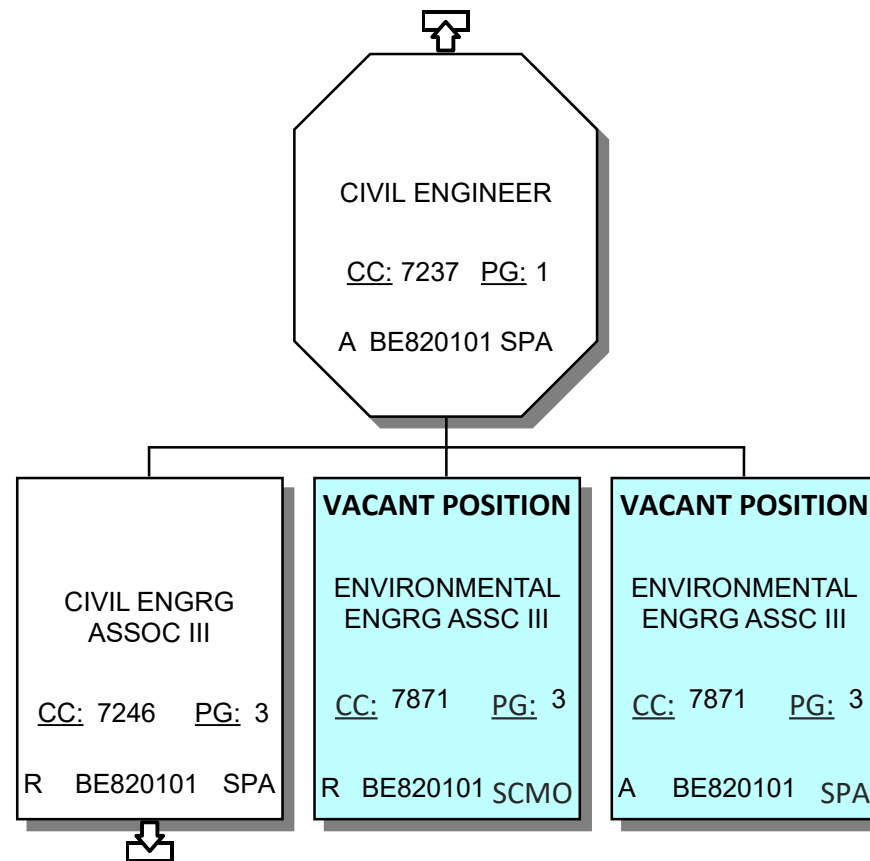 CIVIL ENGINEER
CC: 7237 PG: 1
A BE820101 SPA
CIVIL ENGRG
ASSOC III
CC: 7246 PG: 3
R BE820101 SPA
VACANT POSITION
ENVIRONMENTAL
ENGRG ASSC III
CC: 7871 PG: 3
R BE820101 SCMO
VACANT POSITION
ENVIRONMENTAL
ENGRG ASSC III
CC: 7871 PG: 3
A BE820101 SPA